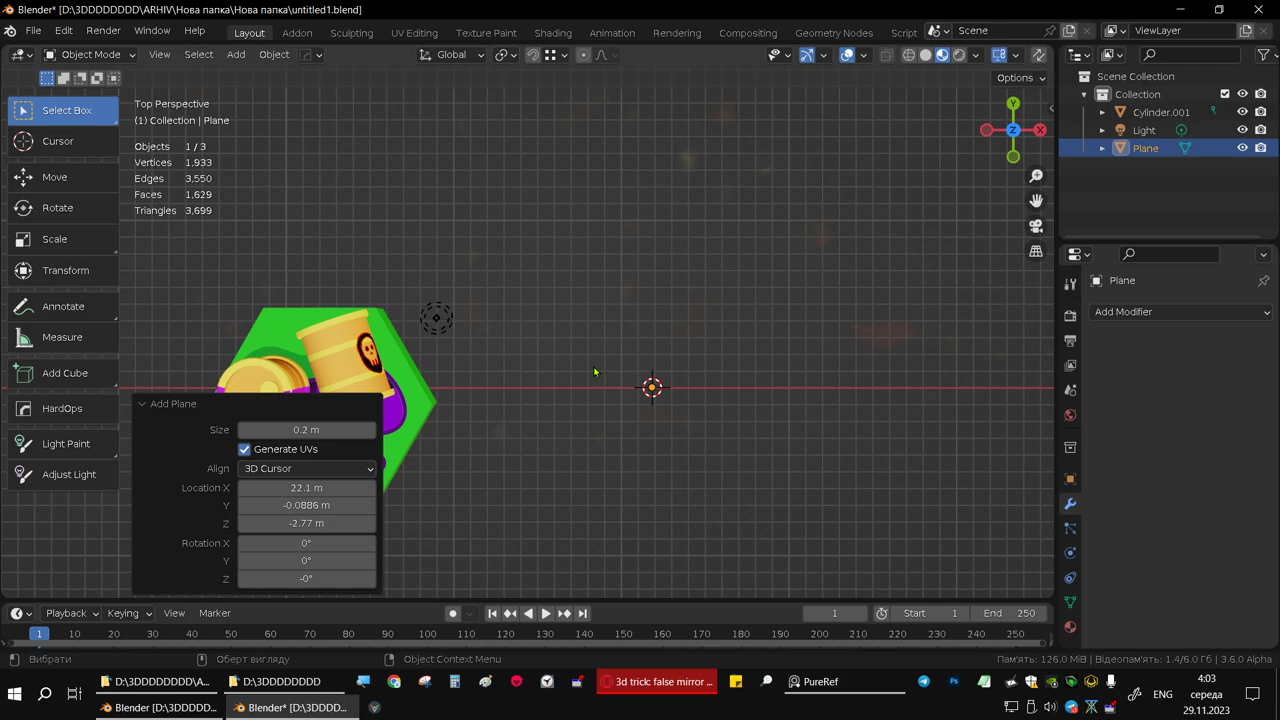 Blender* [D:\3DDDDDDDD\ARHIV\Нова папка\Нова папка\untitled1.blend]
File Edit Render Window Help Layout Addon Sculpting UV Editing Texture Paint Shading Animation Rendering Compositing Geometry Nodes Script Scene ViewLayer
Object Mode View Select Add Object Global
Options
Select Box
Cursor
Move
Rotate
Scale
Transform
Annotate
Measure
Add Cube
HardOps
Light Paint
Adjust Light
Top Perspective
(1) Collection | Plane
Objects 1 / 3
Vertices 1,933
Edges 3,550
Faces 1,629
Triangles 3,699
Y
X
Z
Add Plane
Size 0.2 m
Generate UVs
Align 3D Cursor
Location X 22.1 m
Y -0.0886 m
Z -2.77 m
Rotation X 0°
Y 0°
Z -0°
Scene Collection
Collection
Cylinder.001
Light
Plane
Plane
Add Modifier
Playback Keying View Marker 1 Start 1 End 250
1 10 20 30 40 50 60 70 80 90 100 110 120 130 140 150 160 170 180 190 200 210 220 230 240 250
Вибрати Оберт вигляду Object Context Menu Пам'ять: 126.0 МіВ | Відеопам'ять: 1.4/6.0 Гб | 3.6.0 Alpha
D:\3DDDDDDDD\A... D:\3DDDDDDDD 3d trick: false mirror ... PureRef
Blender [D:\3DDDD... Blender* [D:\3DDDD...
ENG
4:03
середа
29.11.2023